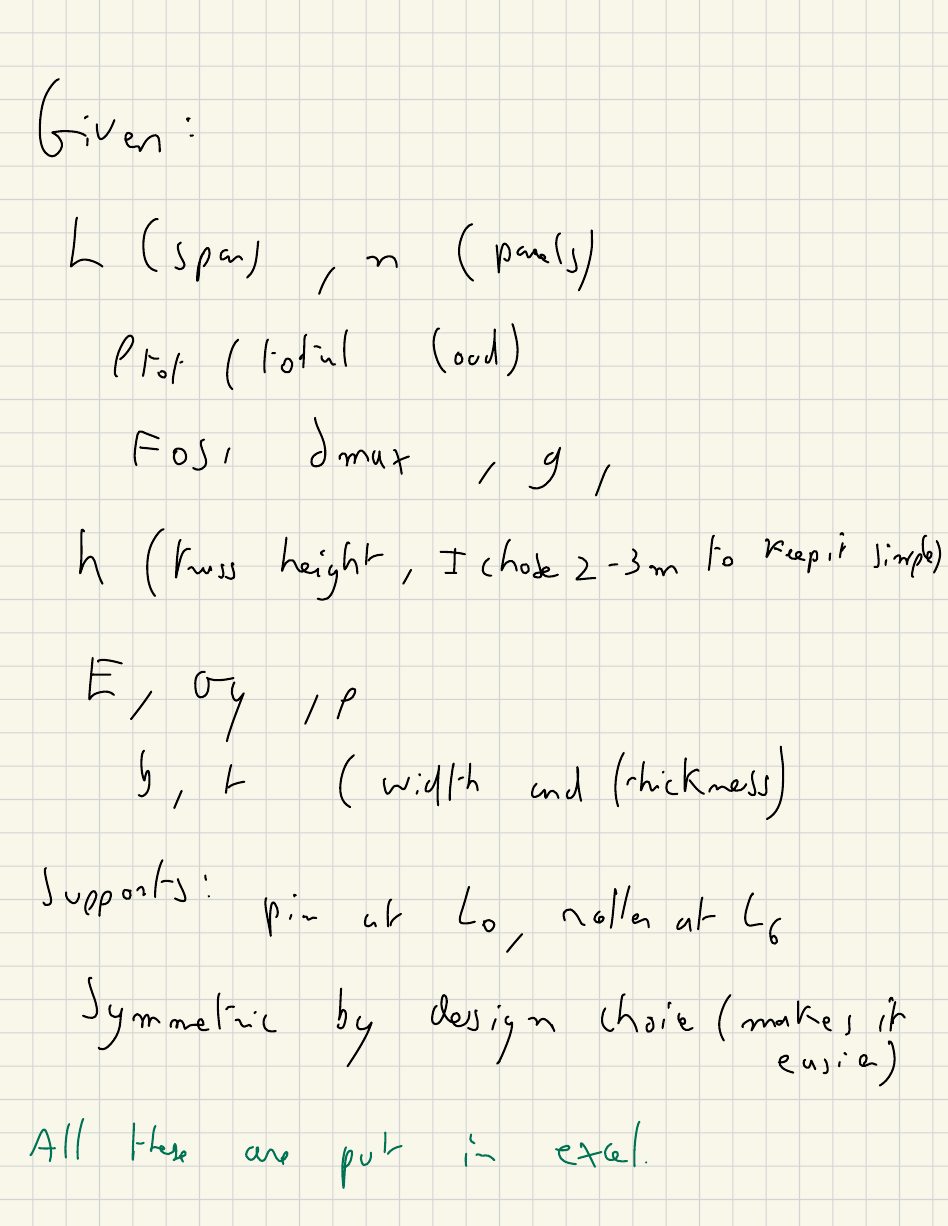 Given:
L (span) , n (panels)
Ptot (total load)
FOS, dmax , g ,
h (truss height, I chose 2-3m to keep it simple)
E, σy , ρ
b, t ( width and thickness)
Supports: pin at L0, roller at L6
Symmetric by design choie (makes it
easier)
All these are put in excel.